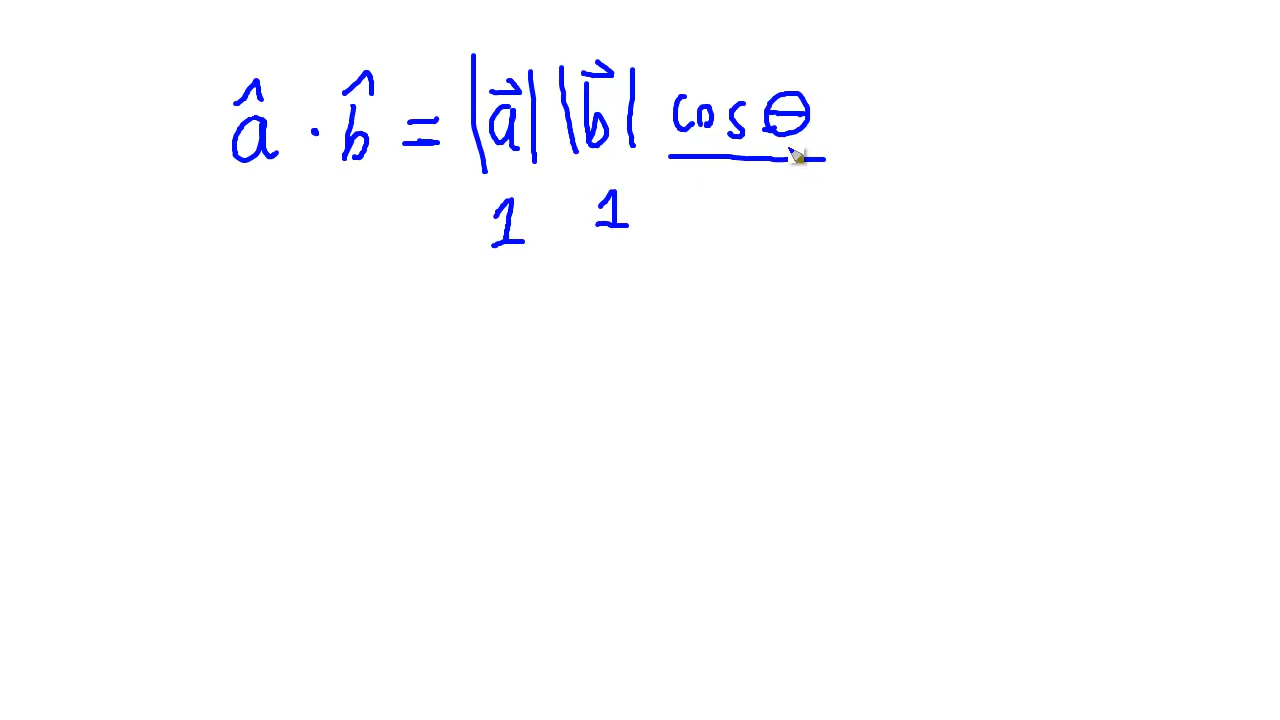 â · b̂ = |a⃗| |b⃗| cos θ
1 1